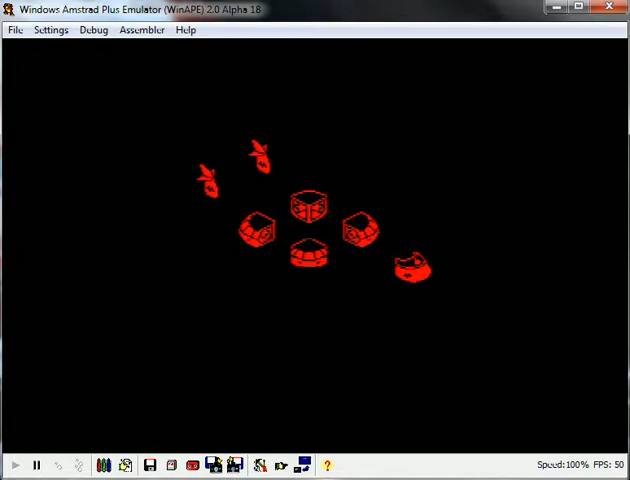 Windows Amstrad Plus Emulator (WinAPE) 2.0 Alpha 18
File Settings Debug Assembler Help
Speed:100% FPS: 50